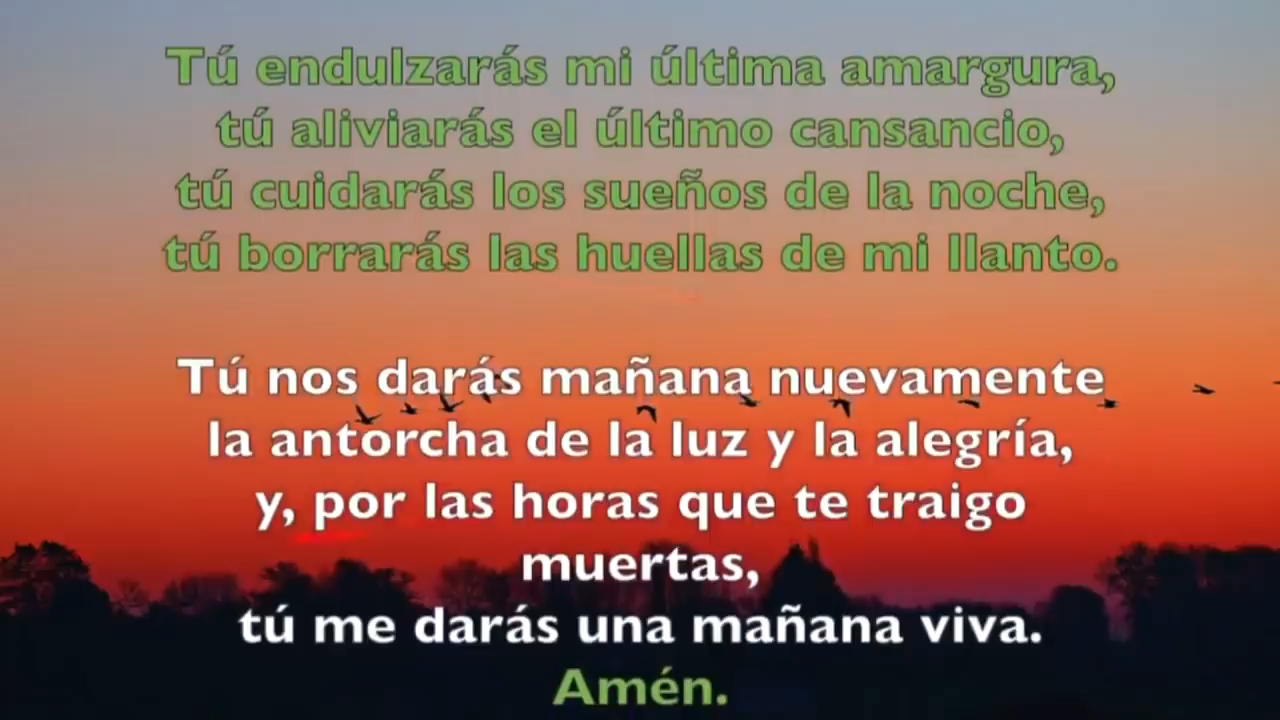 Tú endulzarás mi última amargura,
tú aliviarás el último cansancio,
tú cuidarás los sueños de la noche,
tú borrarás las huellas de mi llanto.
Tú nos darás mañana nuevamente
la antorcha de la luz y la alegría,
y, por las horas que te traigo
muertas,
tú me darás una mañana viva.
Amén.